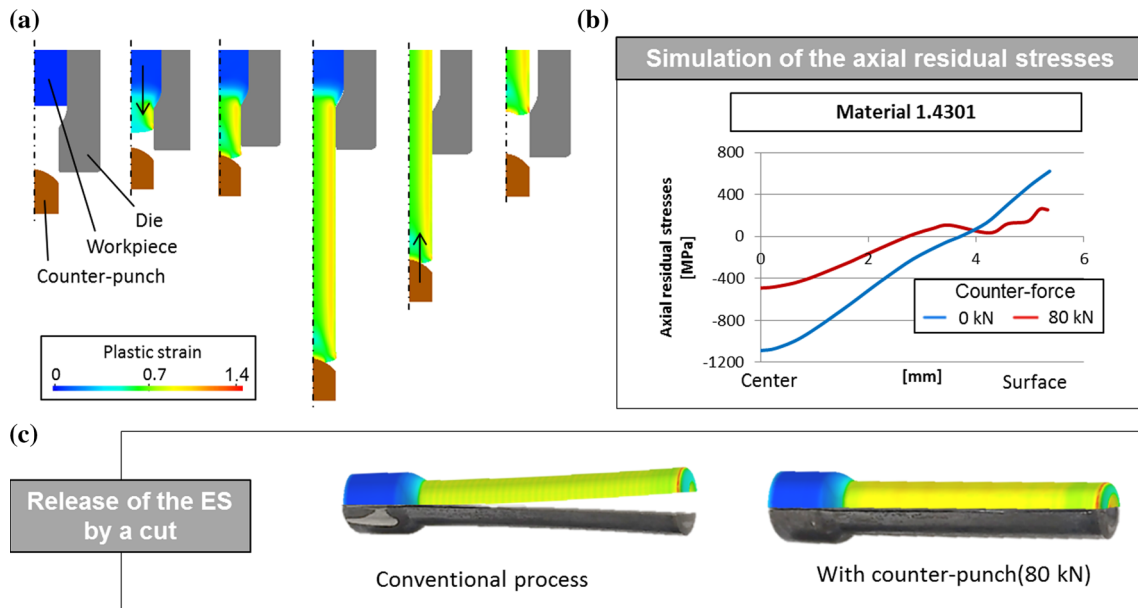 (a)
Die
Workpiece
Counter-punch
Plastic strain
0 0.7 1.4
(b)
Simulation of the axial residual stresses
Material 1.4301
Axial residual stresses
[MPa]
800
400
0
-400
-800
-1200
0 2 4 6
Counter-force
0 kN 80 kN
Center [mm] Surface
(c)
Release of the ES
by a cut
Conventional process
With counter-punch(80 kN)